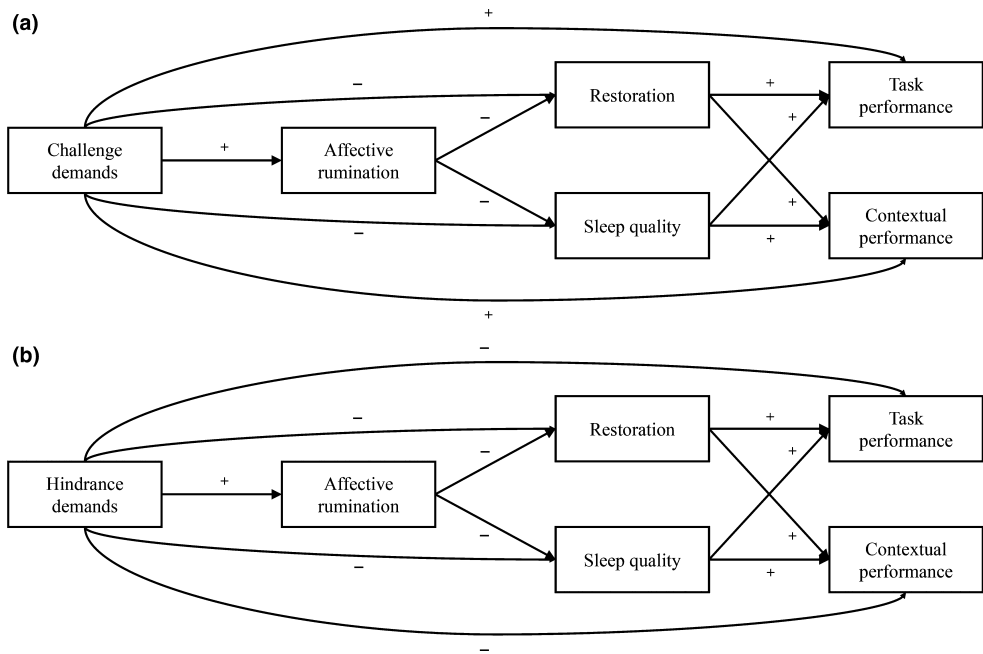 (a)
+
–
Restoration
+
Task
performance
–
+
Challenge
demands
+
Affective
rumination
–
+
Sleep quality
Contextual
performance
–
+
+
(b)
–
–
Restoration
+
Task
performance
–
+
Hindrance
demands
+
Affective
rumination
–
+
Sleep quality
Contextual
performance
–
+
–